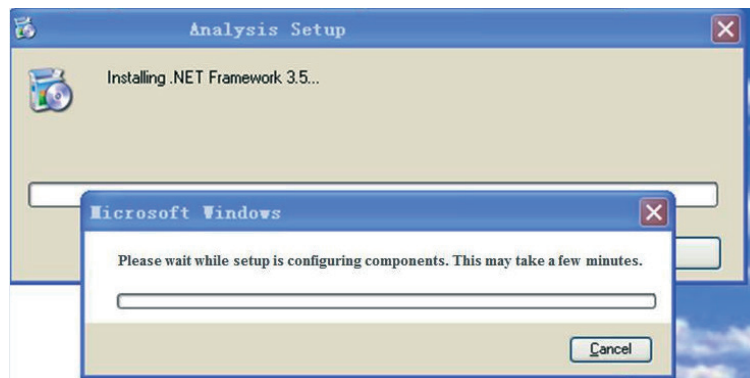 Analysis Setup
Installing .NET Framework 3.5...
Microsoft Windows
Please wait while setup is configuring components. This may take a few minutes.
Cancel